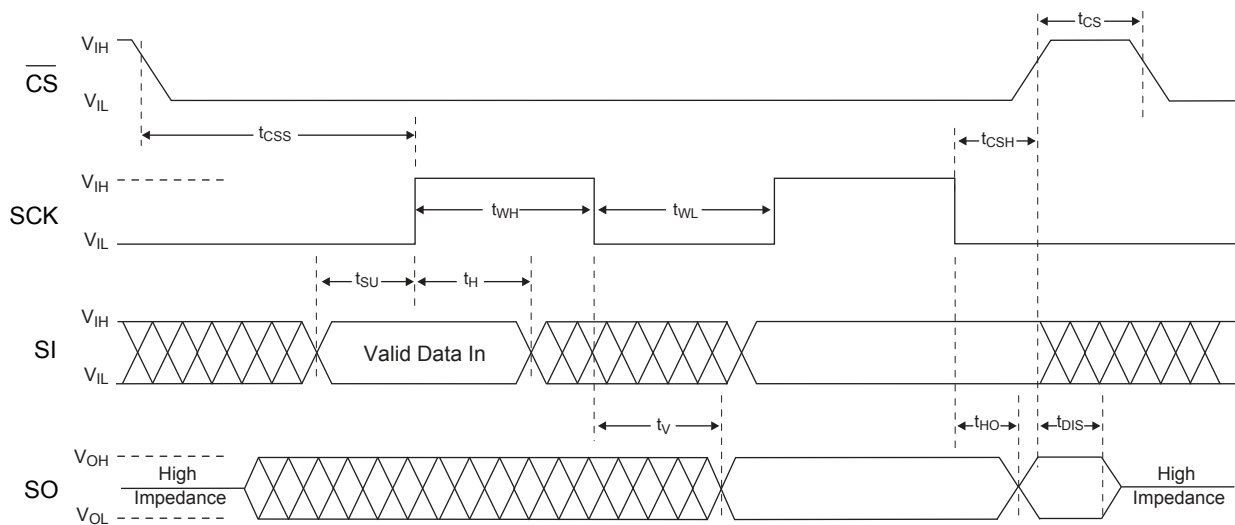 tCS
VIH
CS
VIL
tCSS
tCSH
VIH
SCK
tWH
tWL
VIL
tSU
tH
VIH
SI
Valid Data In
VIL
tV
tHO
tDIS
VOH
High
Impedance
SO
VOL
High
Impedance